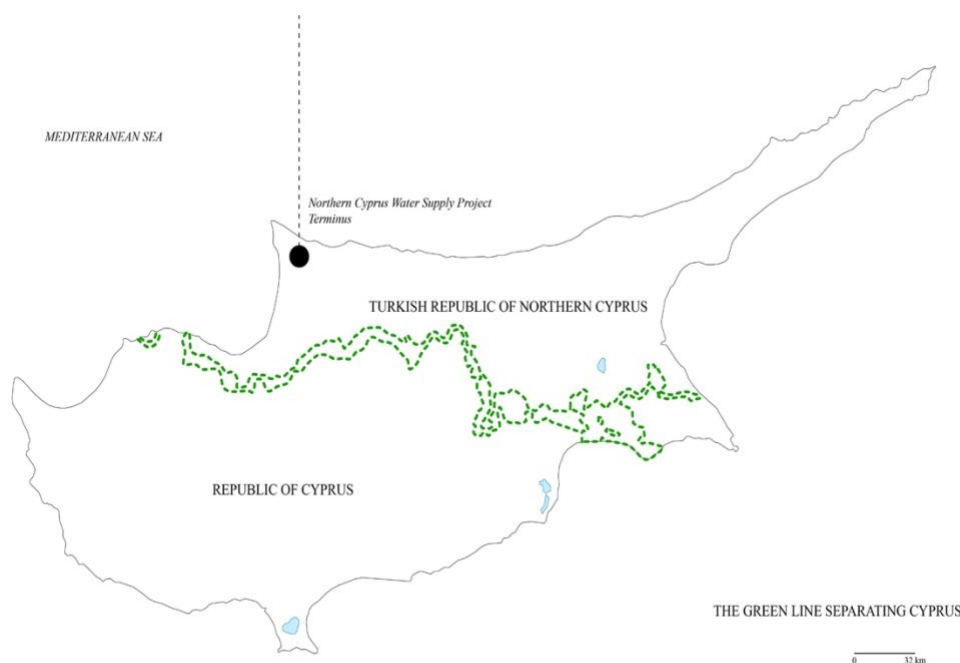 MEDITERRANEAN SEA
Northern Cyprus Water Supply Project
Terminus
TURKISH REPUBLIC OF NORTHERN CYPRUS
REPUBLIC OF CYPRUS
THE GREEN LINE SEPARATING CYPRUS
0 32 km